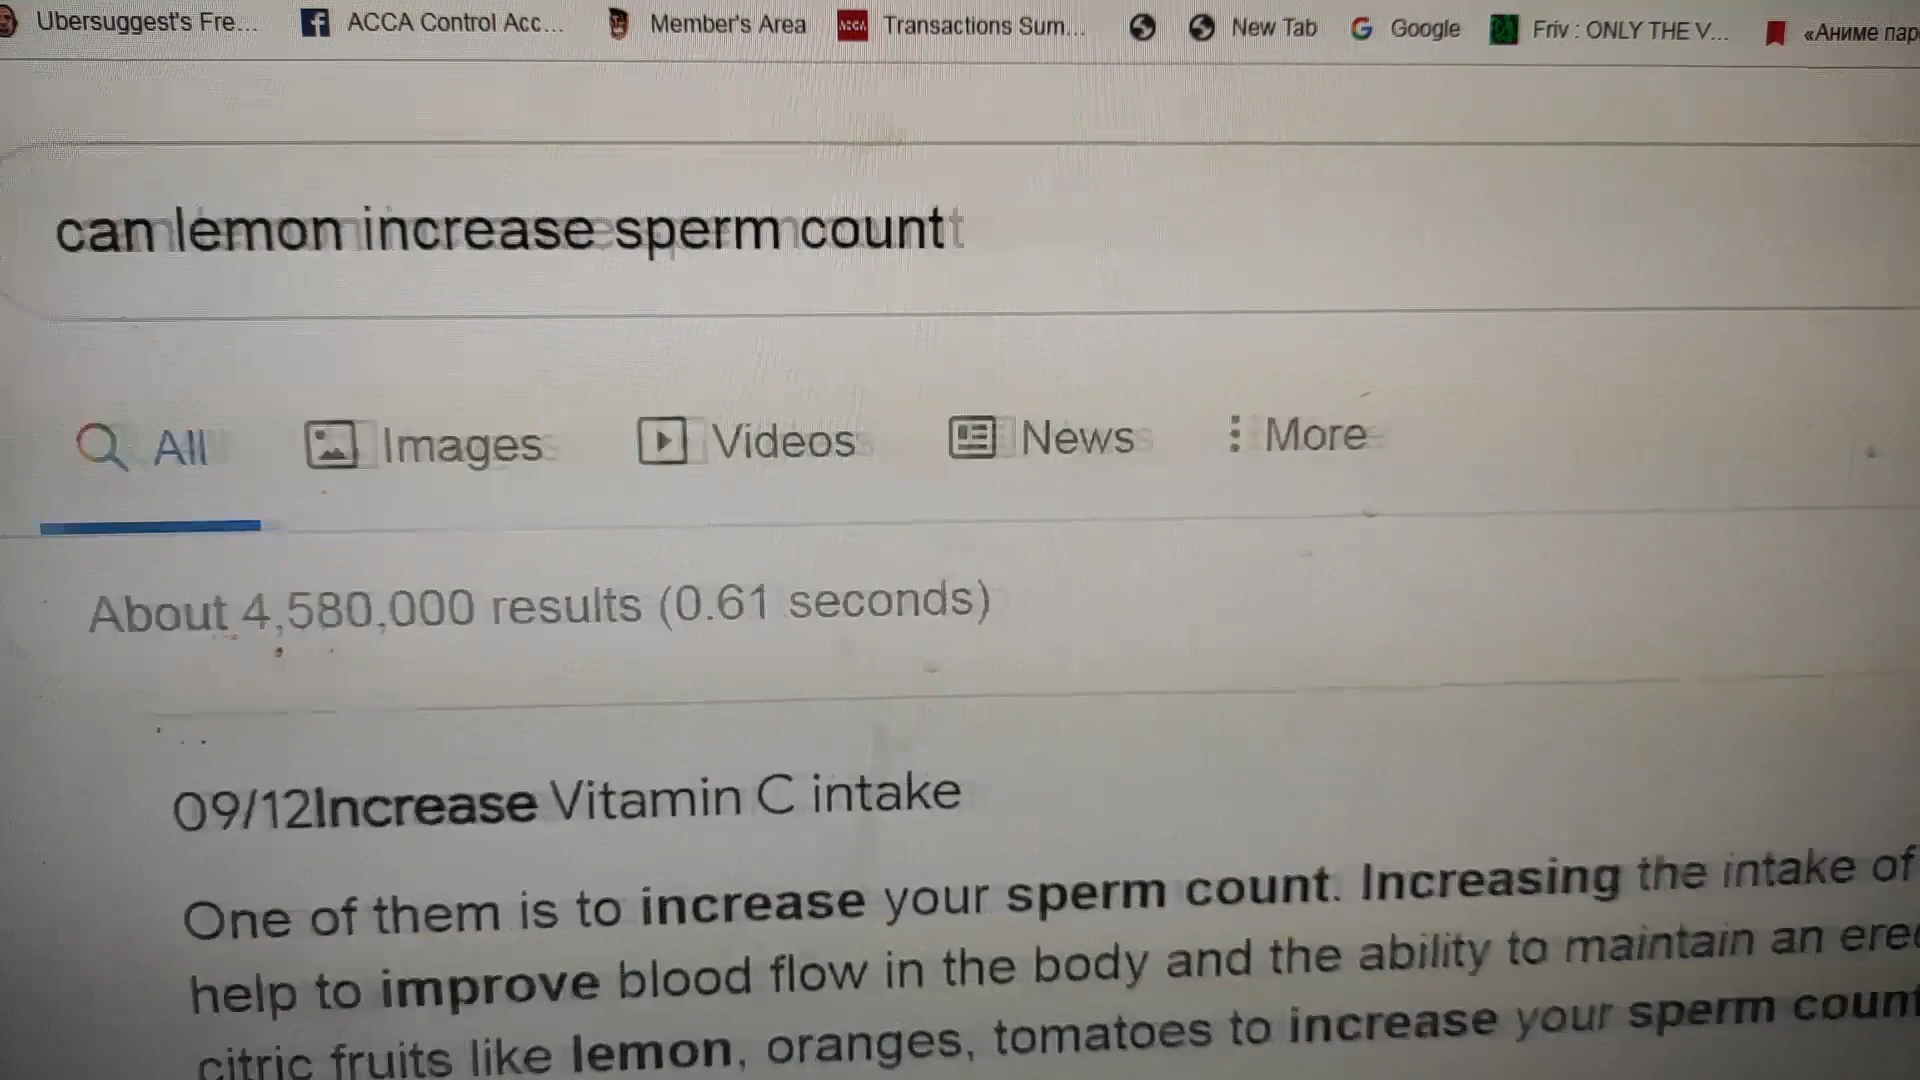 Ubersuggest's Fre... ACCA Control Acc... Member's Area Transactions Sum... New Tab Google Friv : ONLY THE V... «Аниме пар
can lemon increase sperm count
All Images Videos News More
About 4,580,000 results (0.61 seconds)
09/12Increase Vitamin C intake
One of them is to increase your sperm count. Increasing the intake of
help to improve blood flow in the body and the ability to maintain an erec
citric fruits like lemon, oranges, tomatoes to increase your sperm count